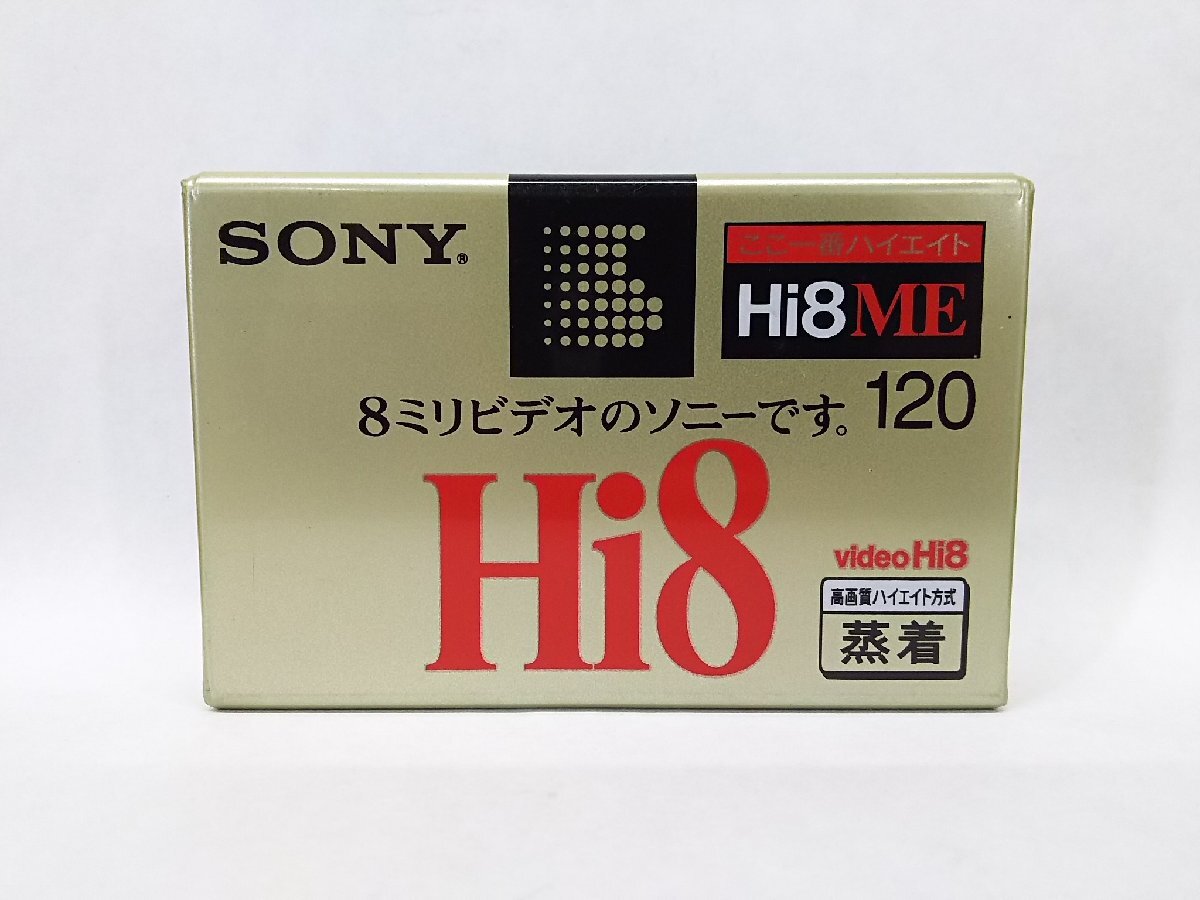 SONY®
ここ一番ハイエイト
Hi8ME
8ミリビデオのソニーです。 120
Hi8
video Hi8
高画質ハイエイト方式
蒸着